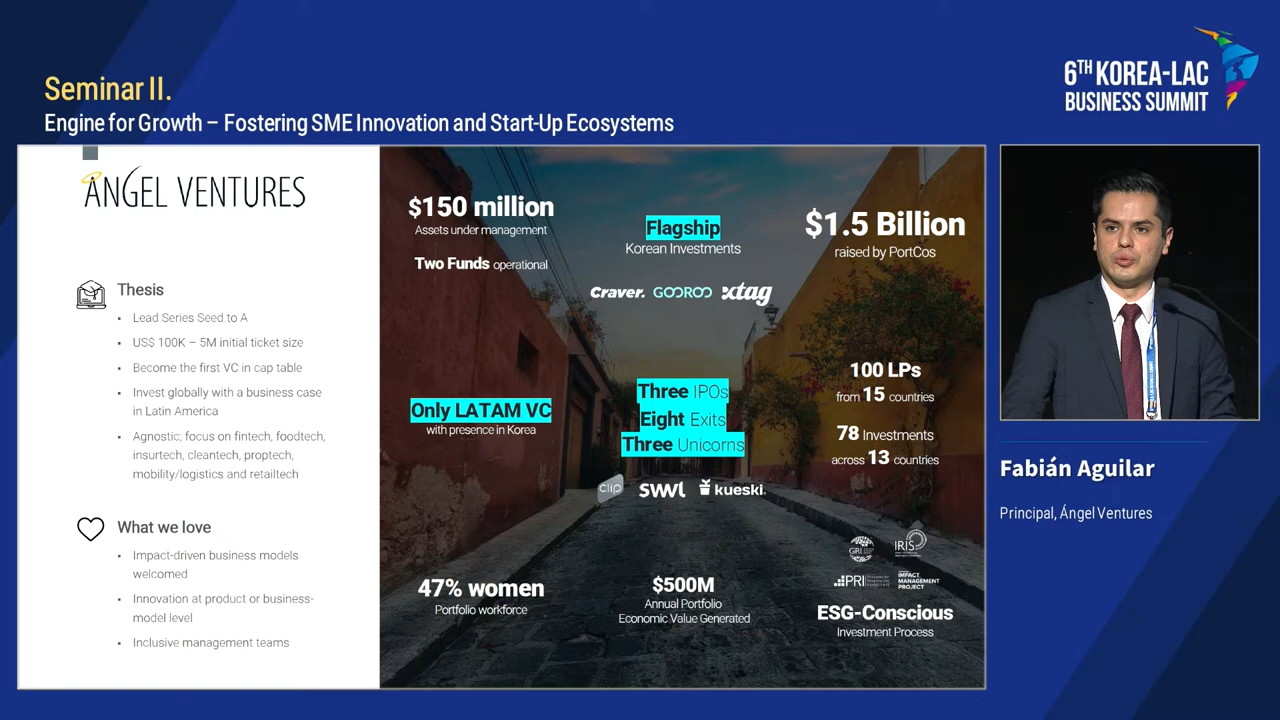 Seminar II.
Engine for Growth – Fostering SME Innovation and Start-Up Ecosystems
6TH KOREA-LAC
BUSINESS SUMMIT
ÁNGEL VENTURES
Thesis
▪ Lead Series Seed to A
▪ US$ 100K – 5M initial ticket size
▪ Become the first VC in cap table
▪ Invest globally with a business case
in Latin America
▪ Agnostic; focus on fintech, foodtech,
insurtech, cleantech, proptech,
mobility/logistics and retailtech
What we love
▪ Impact-driven business models
welcomed
▪ Innovation at product or business-
model level
▪ Inclusive management teams
$150 million
Assets under management
Two Funds operational
Flagship
Korean Investments
Craver. GOOROO xtag
$1.5 Billion
raised by PortCos
Only LATAM VC
with presence in Korea
Three IPOs
Eight Exits
Three Unicorns
clip SWVL kueski
100 LPs
from 15 countries
78 Investments
across 13 countries
47% women
Portfolio workforce
$500M
Annual Portfolio
Economic Value Generated
GRI IRIS
PRI IMPACT
MANAGEMENT
PROJECT
ESG-Conscious
Investment Process
Fabián Aguilar
Principal, Ángel Ventures